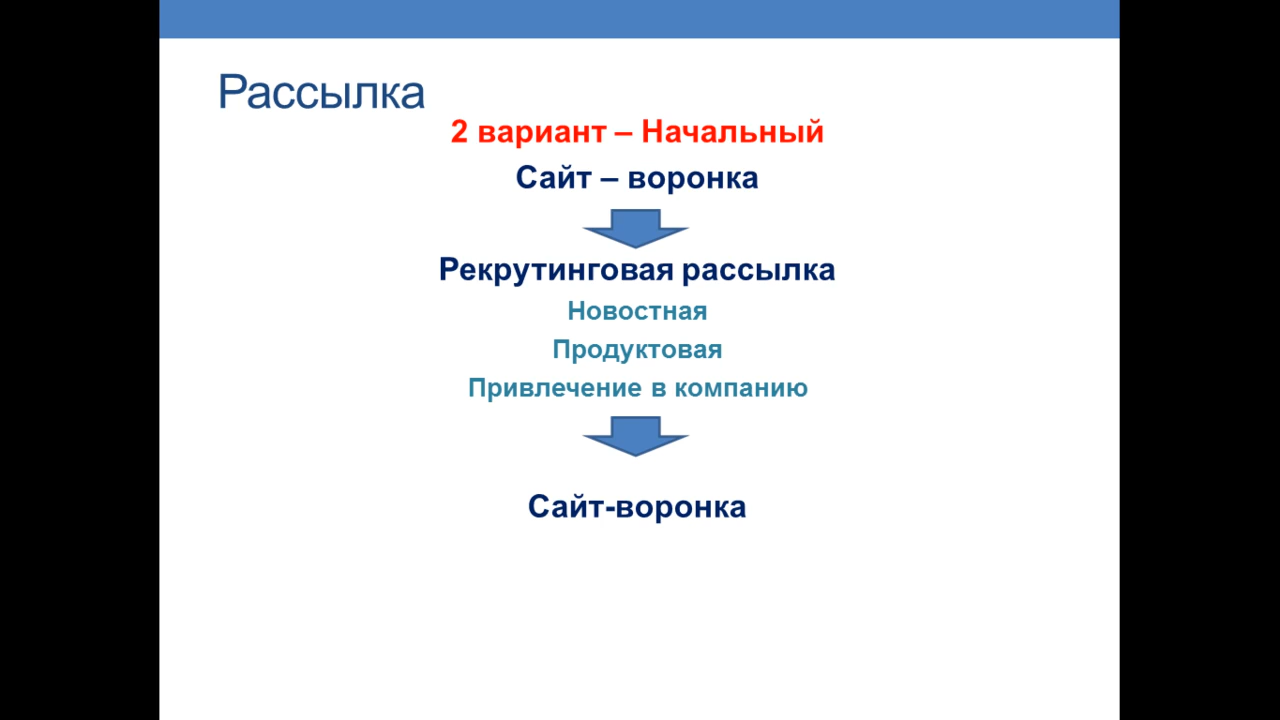 Рассылка
2 вариант – Начальный
Сайт – воронка
Рекрутинговая рассылка
Новостная
Продуктовая
Привлечение в компанию
Сайт-воронка